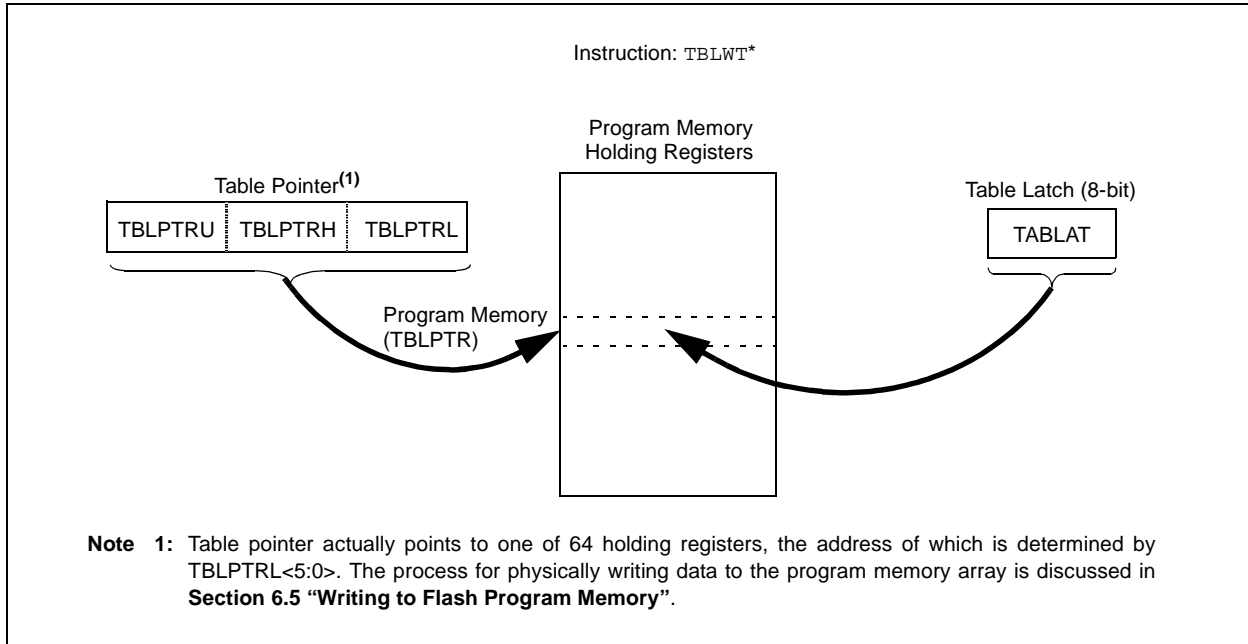 Instruction: TBLWT*
Program Memory
Holding Registers
Table Pointer(1)
Table Latch (8-bit)
TBLPTRU TBLPTRH TBLPTRL
TABLAT
Program Memory
(TBLPTR)
Note 1: Table pointer actually points to one of 64 holding registers, the address of which is determined by
TBLPTRL<5:0>. The process for physically writing data to the program memory array is discussed in
Section 6.5 “Writing to Flash Program Memory”.